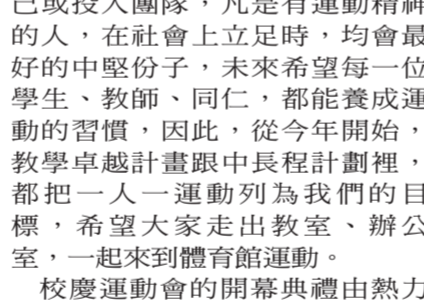 己或投入團隊，凡是有運動精神
的人，在社會上立足時，均會最
好的中堅份子，未來希望每一位
學生、教師、同仁，都能養成運
動的習慣，因此，從今年開始，
教學卓越計畫跟中長程計劃裡，
都把一人一運動列為我們的目
標，希望大家走出教室、辦公
室，一起來到體育館運動。
校慶運動會的開幕典禮由熱力